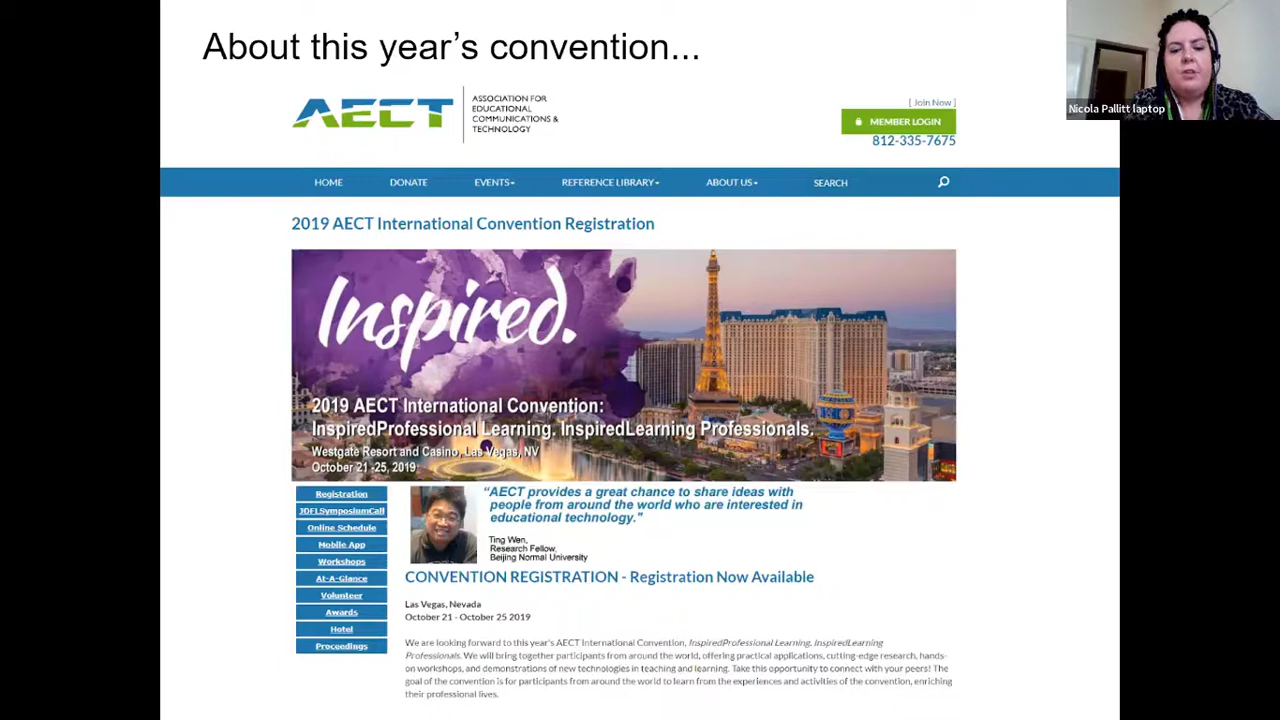 About this year's convention...
Nicola Pallitt laptop
AECT
ASSOCIATION FOR
EDUCATIONAL
COMMUNICATIONS &
TECHNOLOGY
[ Join Now ]
MEMBER LOGIN
812-335-7675
HOME DONATE EVENTS REFERENCE LIBRARY ABOUT US SEARCH
2019 AECT International Convention Registration
Inspired.
2019 AECT International Convention:
InspiredProfessional Learning. InspiredLearning Professionals.
Westgate Resort and Casino, Las Vegas, NV
October 21 -25, 2019
Registration
JDFLSymposiumCall
Online Schedule
Mobile App
Workshops
At-A-Glance
Volunteer
Awards
Hotel
Proceedings
"AECT provides a great chance to share ideas with
people from around the world who are interested in
educational technology."
Ting Wen,
Research Fellow,
Beijing Normal University
CONVENTION REGISTRATION - Registration Now Available
Las Vegas, Nevada
October 21 - October 25 2019
We are looking forward to this year's AECT International Convention, InspiredProfessional Learning. InspiredLearning
Professionals. We will bring together participants from around the world, offering practical applications, cutting-edge research, hands-
on workshops, and demonstrations of new technologies in teaching and learning. Take this opportunity to connect with your peers! The
goal of the convention is for participants from around the world to learn from the experiences and activities of the convention, enriching
their professional lives.